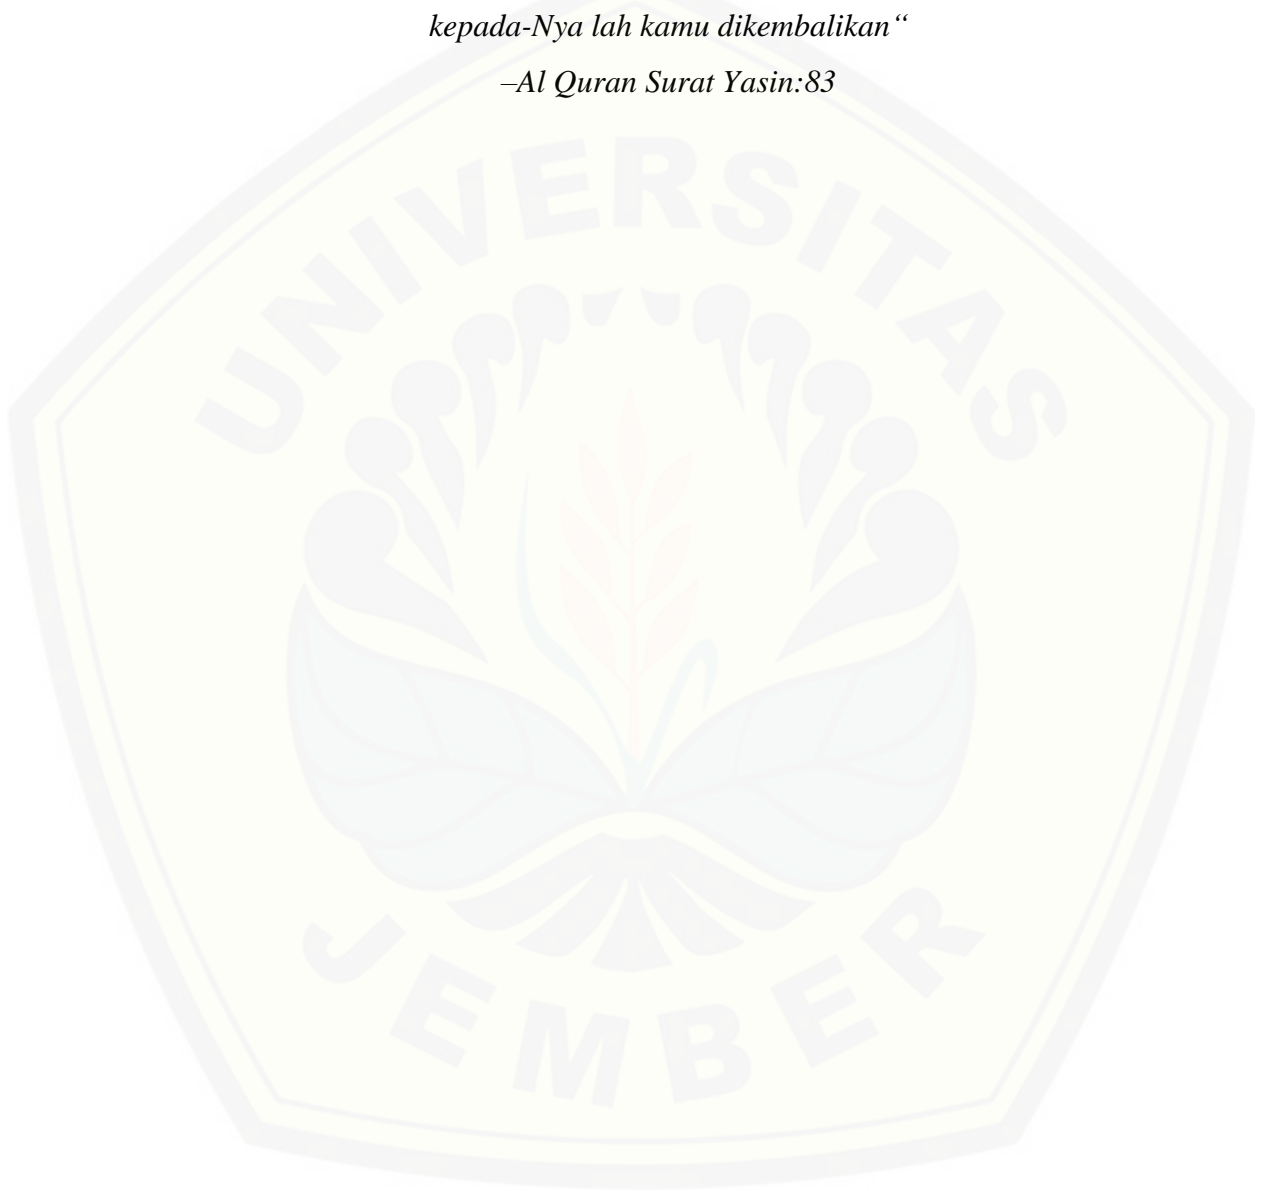 kepada-Nya lah kamu dikembalikan“
–Al Quran Surat Yasin:83
UNIVERSITAS
JEMBER